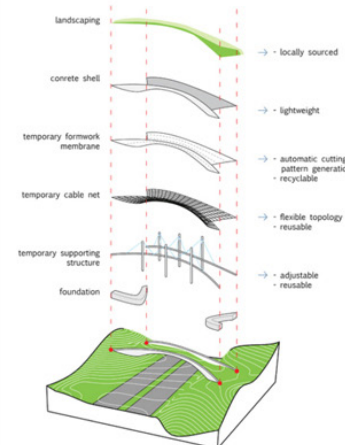 landscaping
- locally sourced
conrete shell
- lightweight
temporary formwork
membrane
- automatic cutting
pattern generatic
- recyclable
temporary cable net
- flexible topology
- reusable
temporary supporting
structure
- adjustable
- reusable
foundation